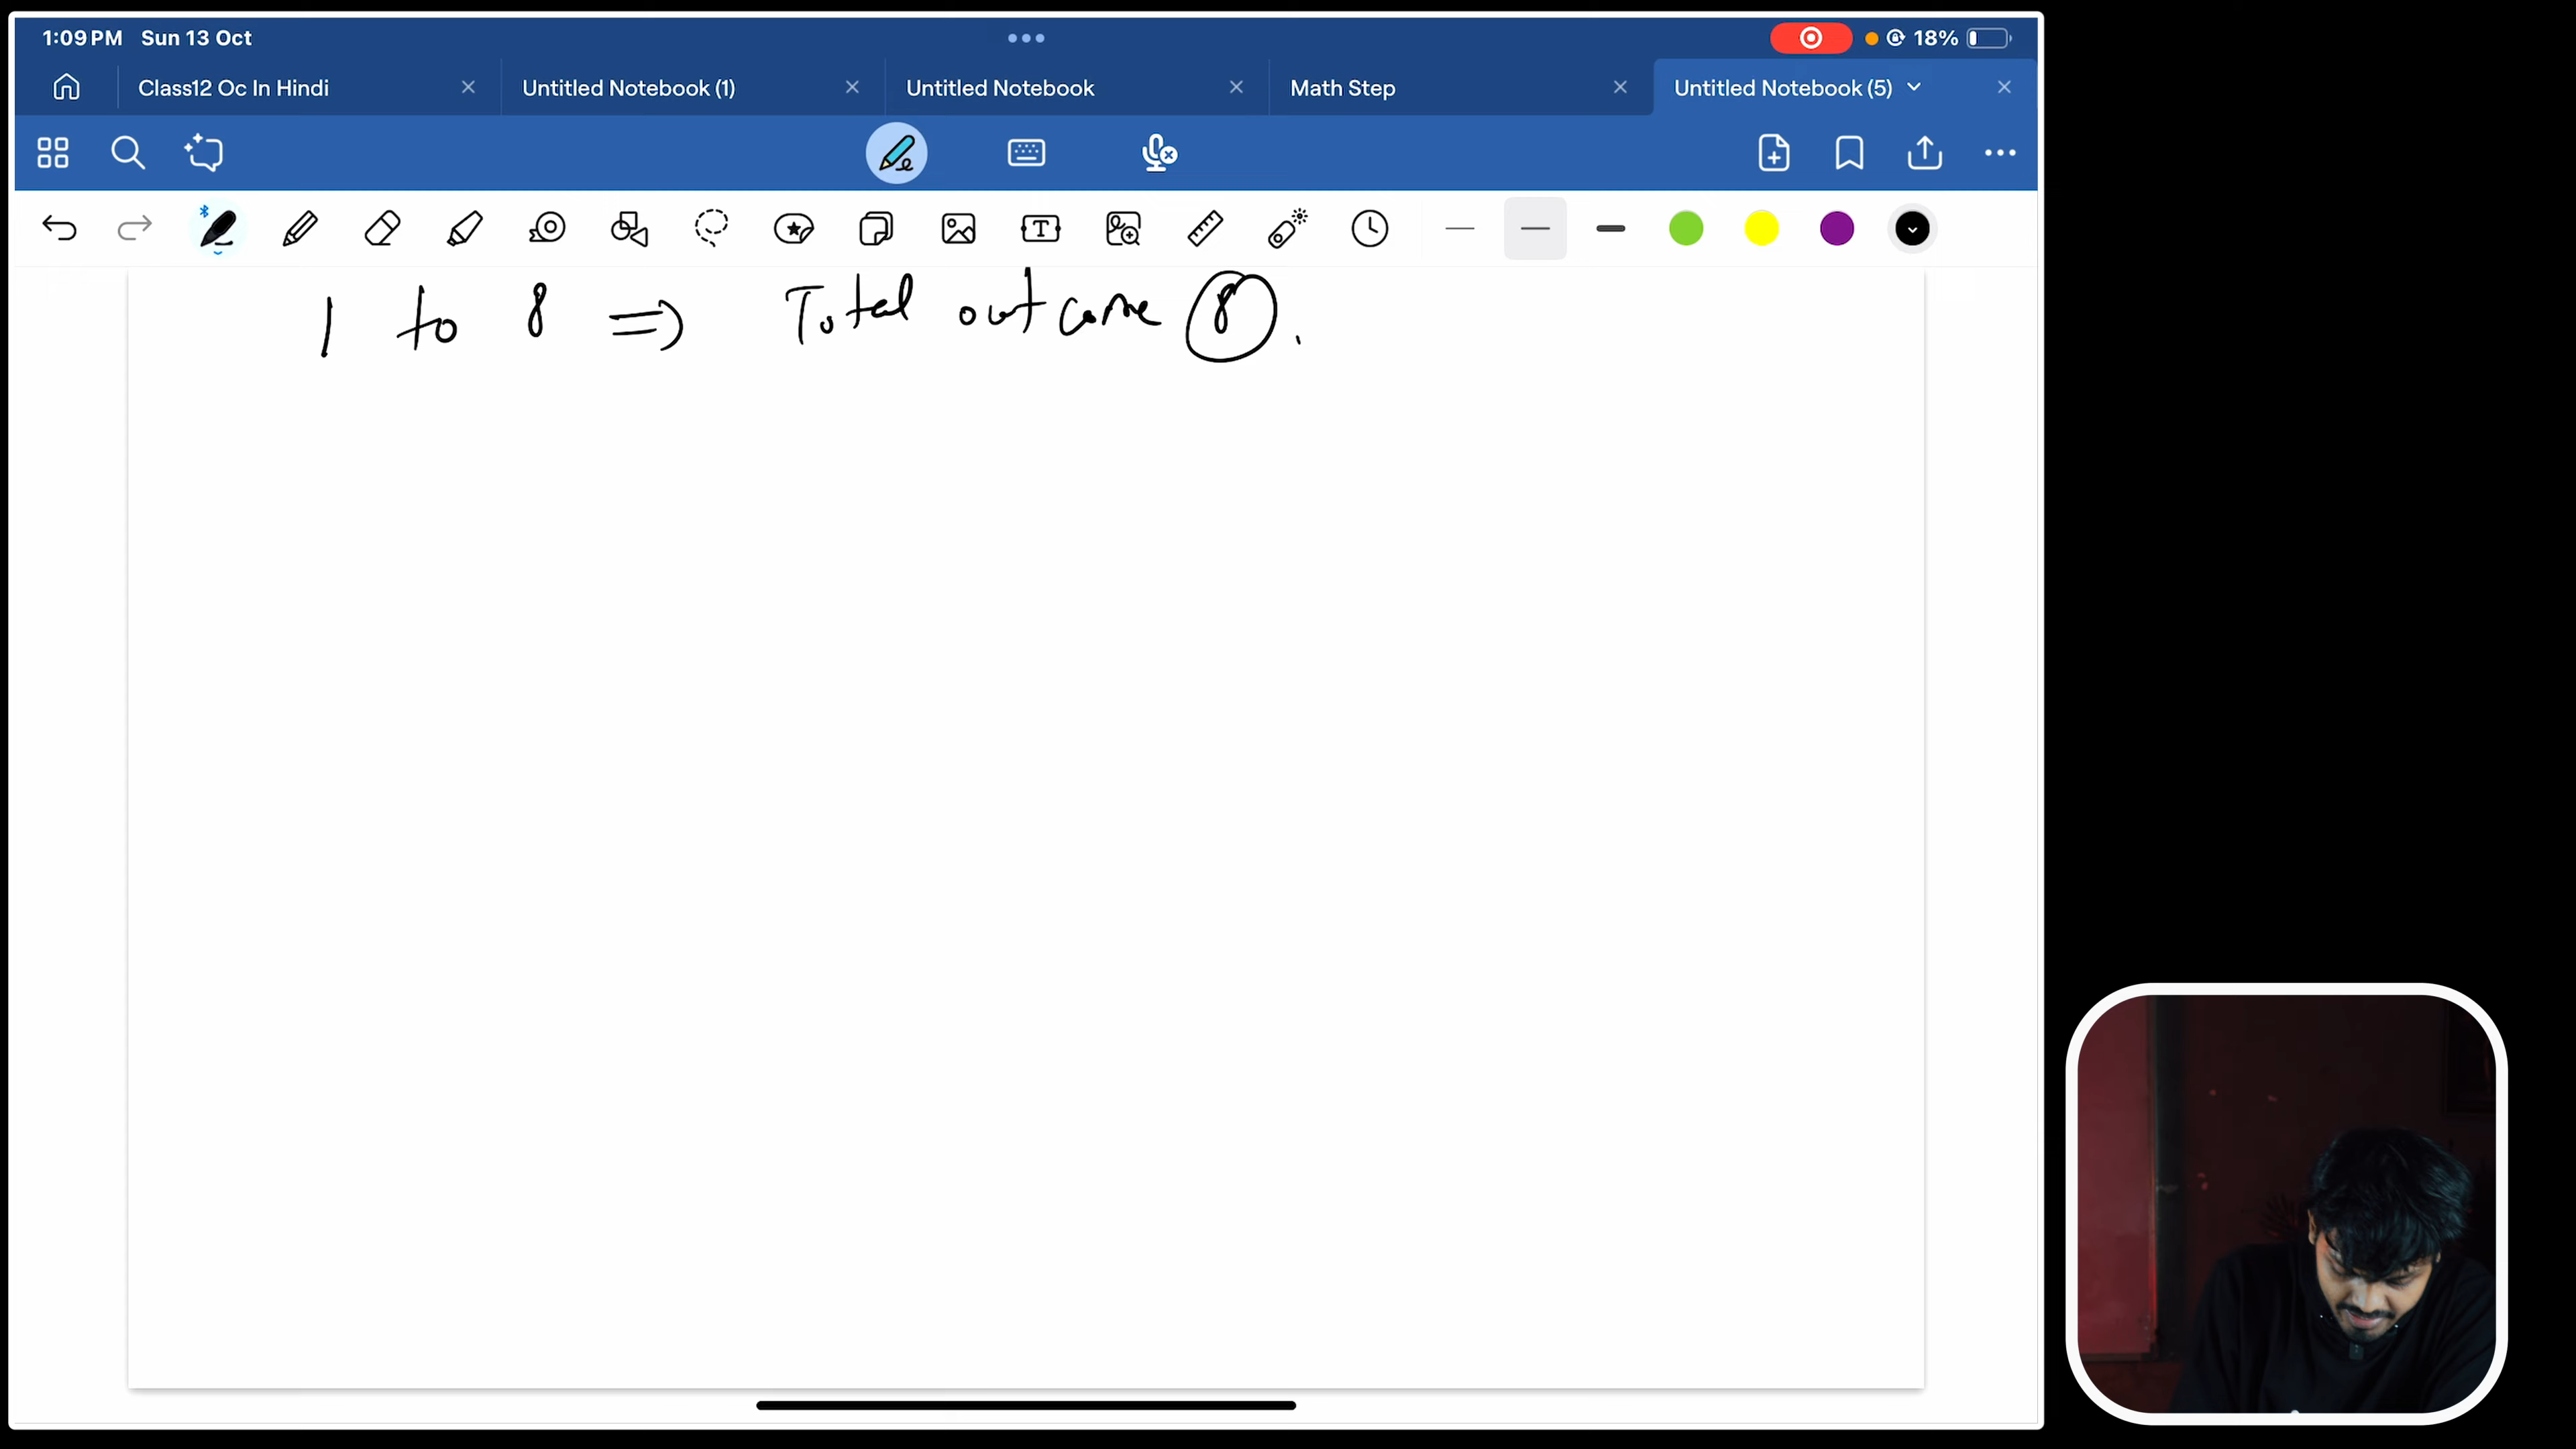 1:09 PM Sun 13 Oct 18%
Class12 Oc In Hindi Untitled Notebook (1) Untitled Notebook Math Step Untitled Notebook (5)
1 to 8 ⇒ Total outcome 8.